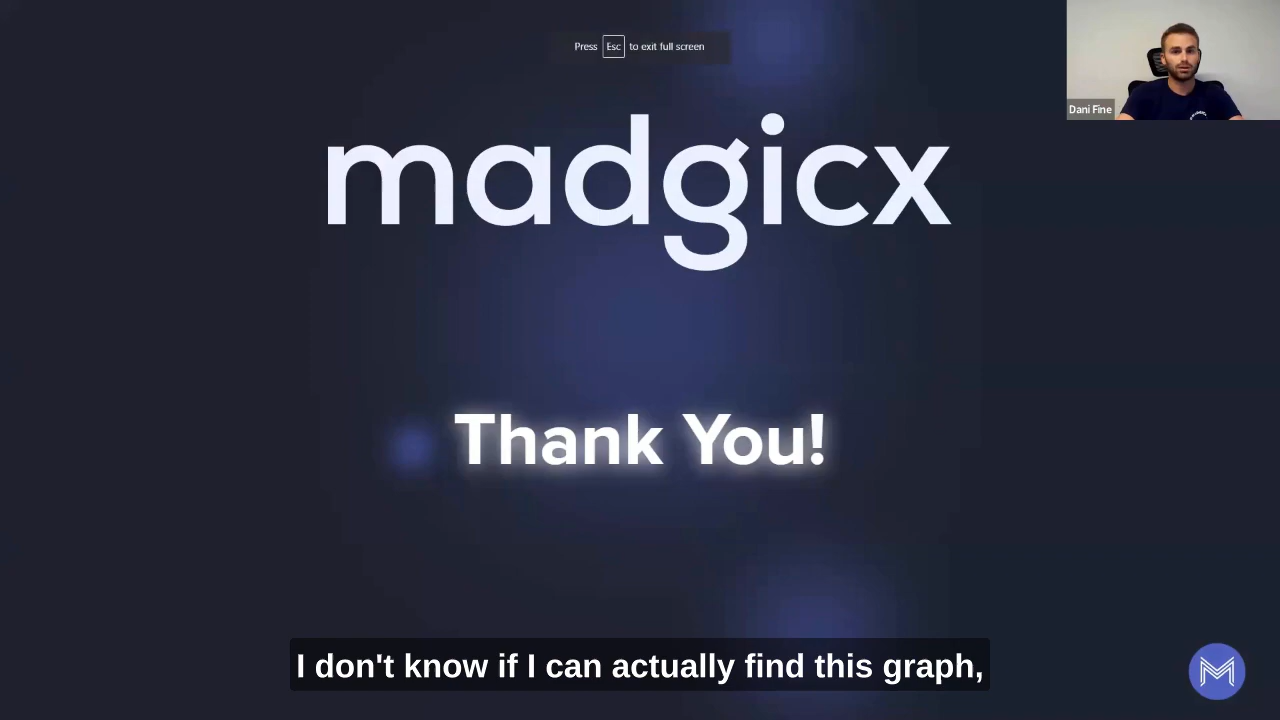 Press Esc to exit full screen
madgicx
Dani Fine
Thank You!
I don't know if I can actually find this graph,